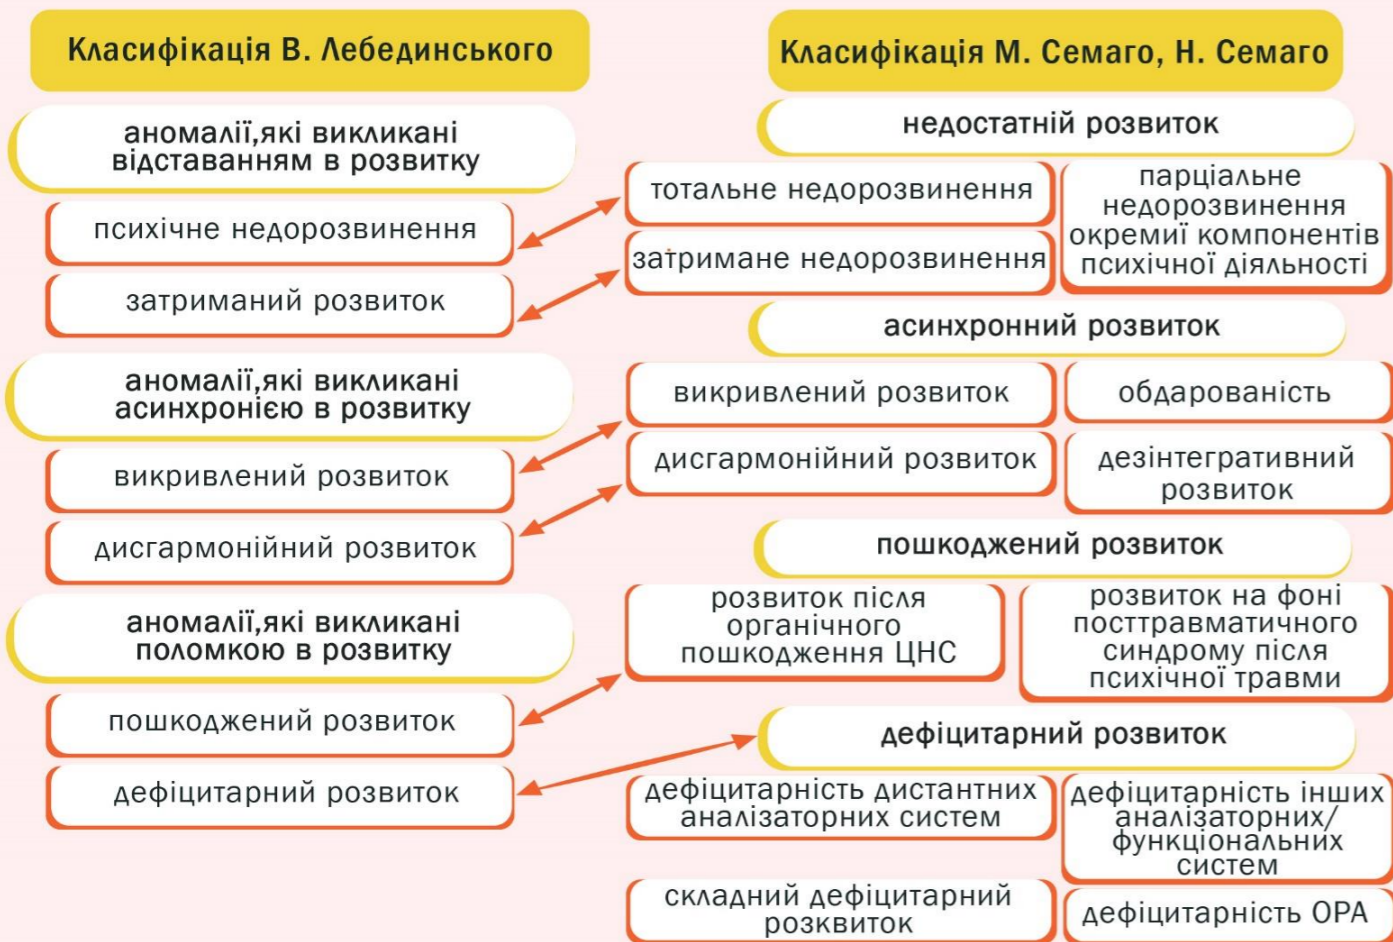 Класифікація В. Лебединського
аномалії,які викликані
відставанням в розвитку
психічне недорозвинення
затриманий розвиток
аномалії,які викликані
асинхронією в розвитку
викривлений розвиток
дисгармонійний розвиток
аномалії,які викликані
поломкою в розвитку
пошкоджений розвиток
дефіцитарний розвиток
Класифікація М. Семаго, Н. Семаго
недостатній розвиток
тотальне недорозвинення
парціальне
недорозвинення
окремиї компонентів
психічної діяльності
затримане недорозвинення
асинхронний розвиток
викривлений розвиток
обдарованість
дисгармонійний розвиток
дезінтегративний
розвиток
пошкоджений розвиток
розвиток після
органічного
пошкодження ЦНС
розвиток на фоні
посттравматичного
синдрому після
психічної травми
дефіцитарний розвиток
дефіцитарність дистантних
аналізаторних систем
дефіцитарність інших
аналізаторних/
функціональних
систем
складний дефіцитарний
розквиток
дефіцитарність ОРА